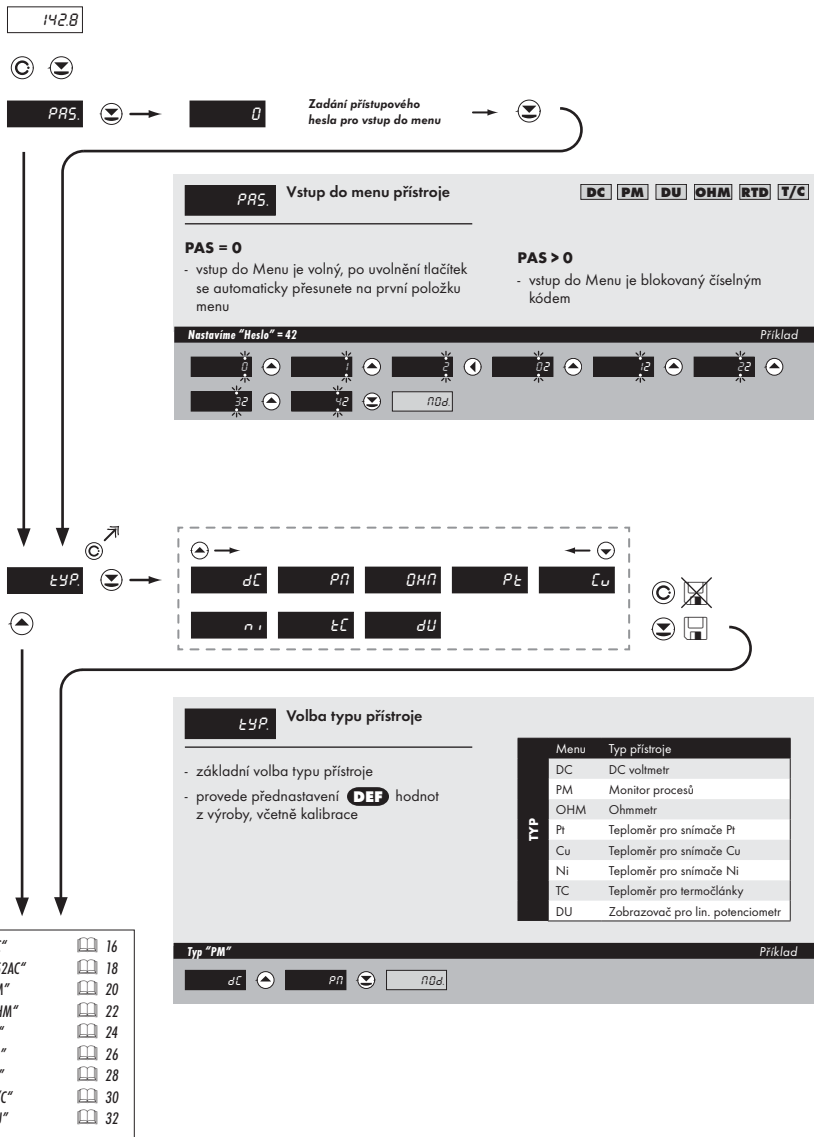 142.8
PAS.
0
Zadání přístupového
hesla pro vstup do menu
PAS.
Vstup do menu přístroje
DC PM DU OHM RTD T/C
PAS = 0
- vstup do Menu je volný, po uvolnění tlačítek
se automaticky přesunete na první položku
menu
PAS > 0
- vstup do Menu je blokovaný číselným
kódem
Nastavíme "Heslo" = 42
Příklad
0 1 2 02 12 22
32 42 MOd.
tYP.
dC PM OHM Pt Cu
ni tC dU
tYP.
Volba typu přístroje
- základní volba typu přístroje
- provede přednastavení DEF hodnot
z výroby, včetně kalibrace
TYP
Menu Typ přístroje
DC DC voltmetr
PM Monitor procesů
OHM Ohmmetr
Pt Teploměr pro snímače Pt
Cu Teploměr pro snímače Cu
Ni Teploměr pro snímače Ni
TC Teploměr pro termočlánky
DU Zobrazovač pro lin. potenciometr
Typ "PM"
Příklad
dC PM MOd.
“ 16
52AC“ 18
M“ 20
HM“ 22
“ 24
“ 26
“ 28
C“ 30
“ 32